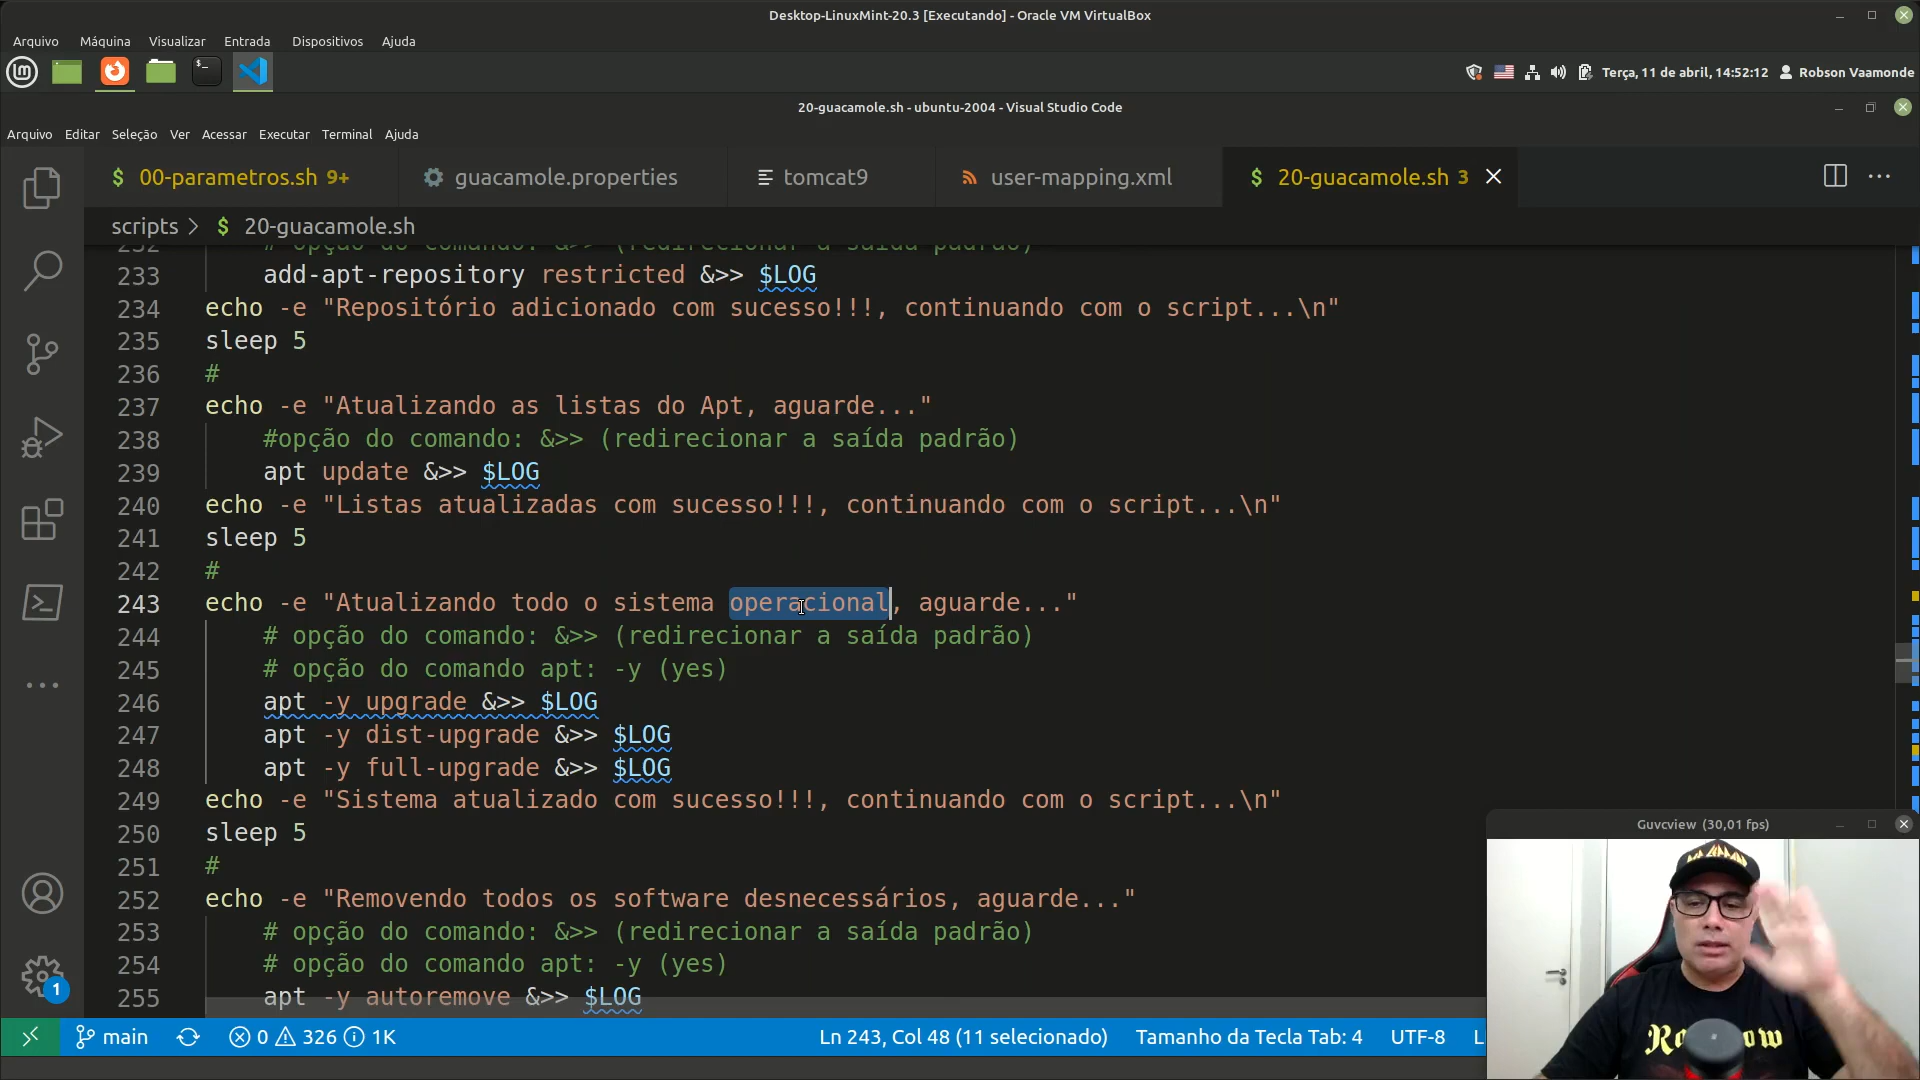 Desktop-LinuxMint-20.3 [Executando] - Oracle VM VirtualBox
Arquivo Máquina Visualizar Entrada Dispositivos Ajuda
Terça, 11 de abril, 14:52:12 Robson Vaamonde
20-guacamole.sh - ubuntu-2004 - Visual Studio Code
Arquivo Editar Seleção Ver Acessar Executar Terminal Ajuda
$ 00-parametros.sh 9+ guacamole.properties tomcat9 user-mapping.xml $ 20-guacamole.sh 3
scripts > $ 20-guacamole.sh
232 # opção do comando: &>> (redirecionar a saída padrão)
233 add-apt-repository restricted &>> $LOG
234 echo -e "Repositório adicionado com sucesso!!!, continuando com o script...\n"
235 sleep 5
236 #
237 echo -e "Atualizando as listas do Apt, aguarde..."
238 #opção do comando: &>> (redirecionar a saída padrão)
239 apt update &>> $LOG
240 echo -e "Listas atualizadas com sucesso!!!, continuando com o script...\n"
241 sleep 5
242 #
243 echo -e "Atualizando todo o sistema operacional, aguarde..."
244 # opção do comando: &>> (redirecionar a saída padrão)
245 # opção do comando apt: -y (yes)
246 apt -y upgrade &>> $LOG
247 apt -y dist-upgrade &>> $LOG
248 apt -y full-upgrade &>> $LOG
249 echo -e "Sistema atualizado com sucesso!!!, continuando com o script...\n"
250 sleep 5
251 #
252 echo -e "Removendo todos os software desnecessários, aguarde..."
253 # opção do comando: &>> (redirecionar a saída padrão)
254 # opção do comando apt: -y (yes)
255 apt -y autoremove &>> $LOG
Guvcview (30,01 fps)
1
main 0 326 1K Ln 243, Col 48 (11 selecionado) Tamanho da Tecla Tab: 4 UTF-8 L